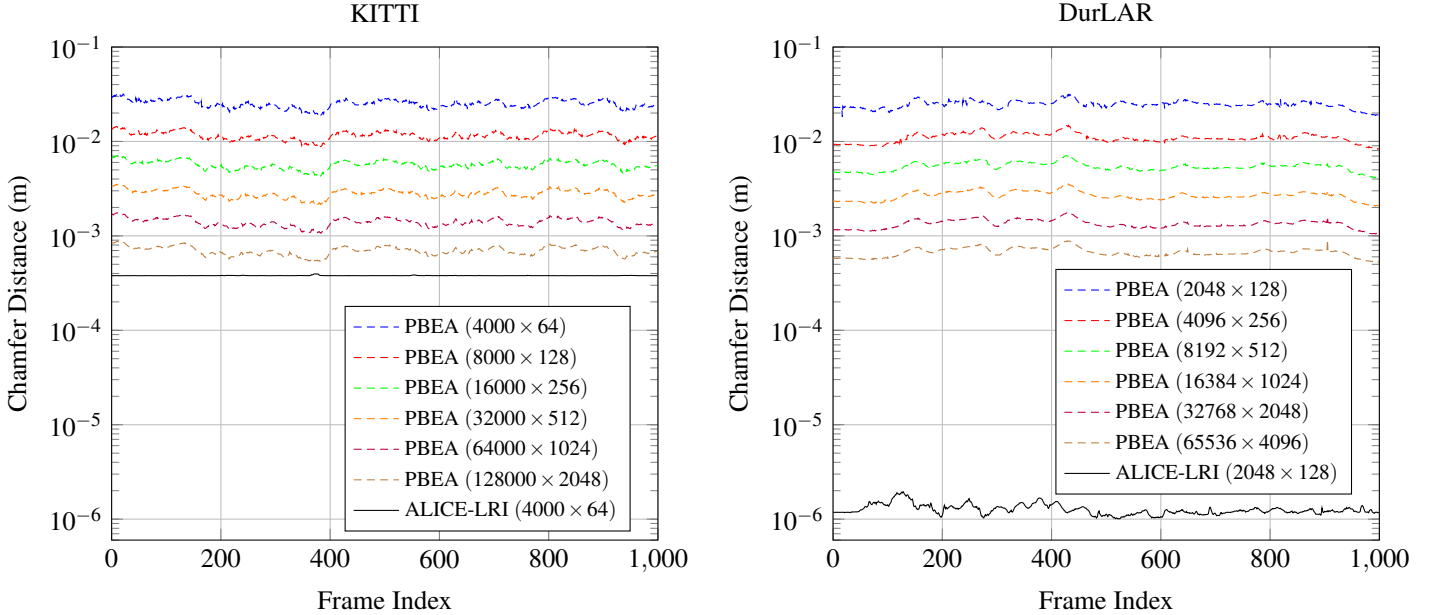 KITTI
10⁻¹
10⁻²
10⁻³
10⁻⁴
10⁻⁵
10⁻⁶
Chamfer Distance (m)
0 200 400 600 800 1,000
Frame Index
PBEA (4000 × 64)
PBEA (8000 × 128)
PBEA (16000 × 256)
PBEA (32000 × 512)
PBEA (64000 × 1024)
PBEA (128000 × 2048)
ALICE-LRI (4000 × 64)
DurLAR
10⁻¹
10⁻²
10⁻³
10⁻⁴
10⁻⁵
10⁻⁶
Chamfer Distance (m)
0 200 400 600 800 1,000
Frame Index
PBEA (2048 × 128)
PBEA (4096 × 256)
PBEA (8192 × 512)
PBEA (16384 × 1024)
PBEA (32768 × 2048)
PBEA (65536 × 4096)
ALICE-LRI (2048 × 128)